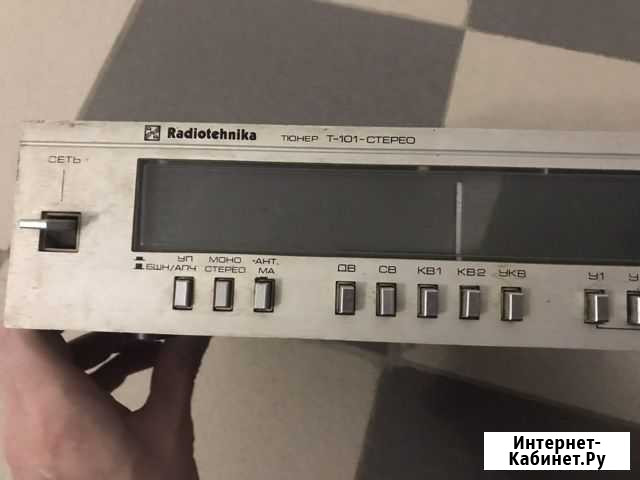 Radiotehnika ТЮНЕР Т-101-СТЕРЕО
СЕТЬ
УП МОНО АНТ.
БШН/АПЧ СТЕРЕО МА
ДВ СВ КВ1 КВ2 УКВ У1
Интернет-
Кабинет.Ру